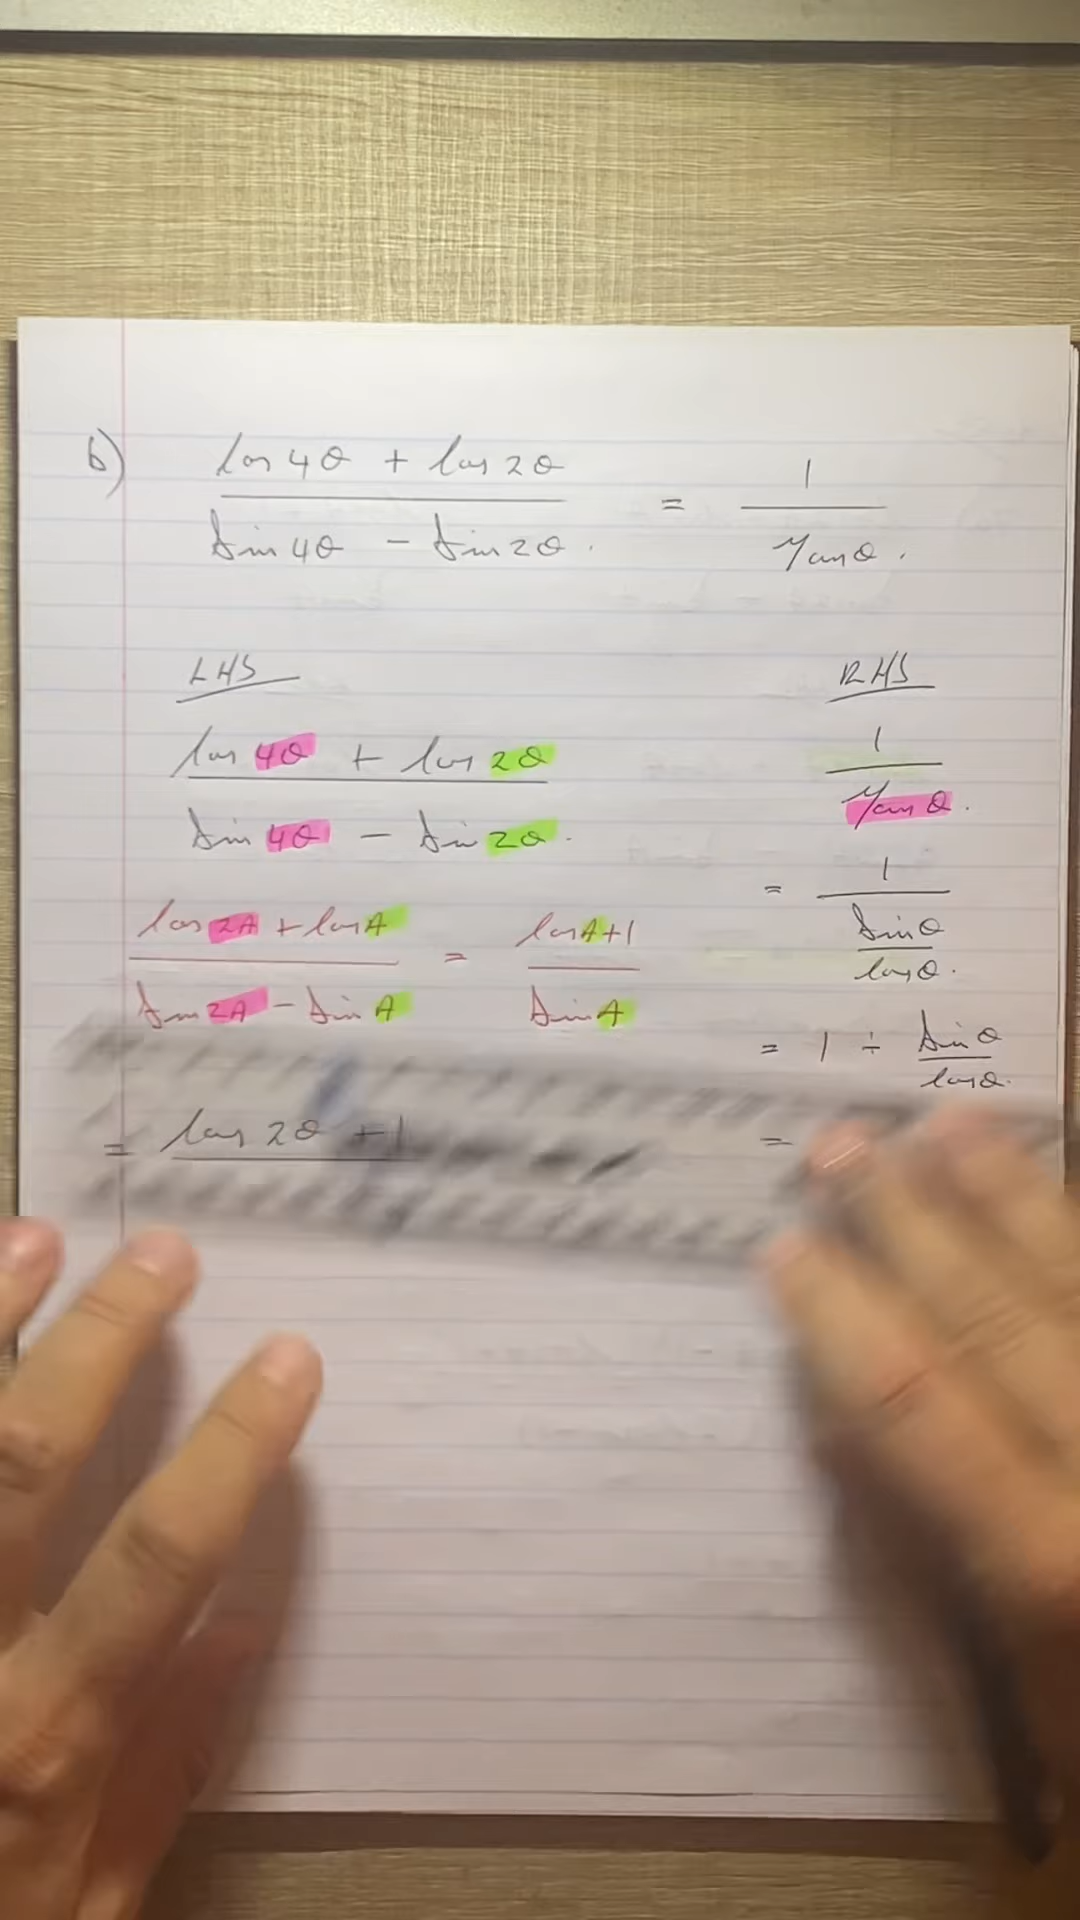 b) cos 4θ + cos 2θ
sin 4θ - sin 2θ .
= 1
Tan θ .
LHS
cos 4θ + cos 2θ
sin 4θ - sin 2θ .
cos 2A + cos A = cos A + 1
sin 2A - sin A sin A
= cos 2θ + 1
RHS
1
Tan θ .
= 1
sin θ
cos θ .
= 1 ÷ sin θ
cos θ .
=